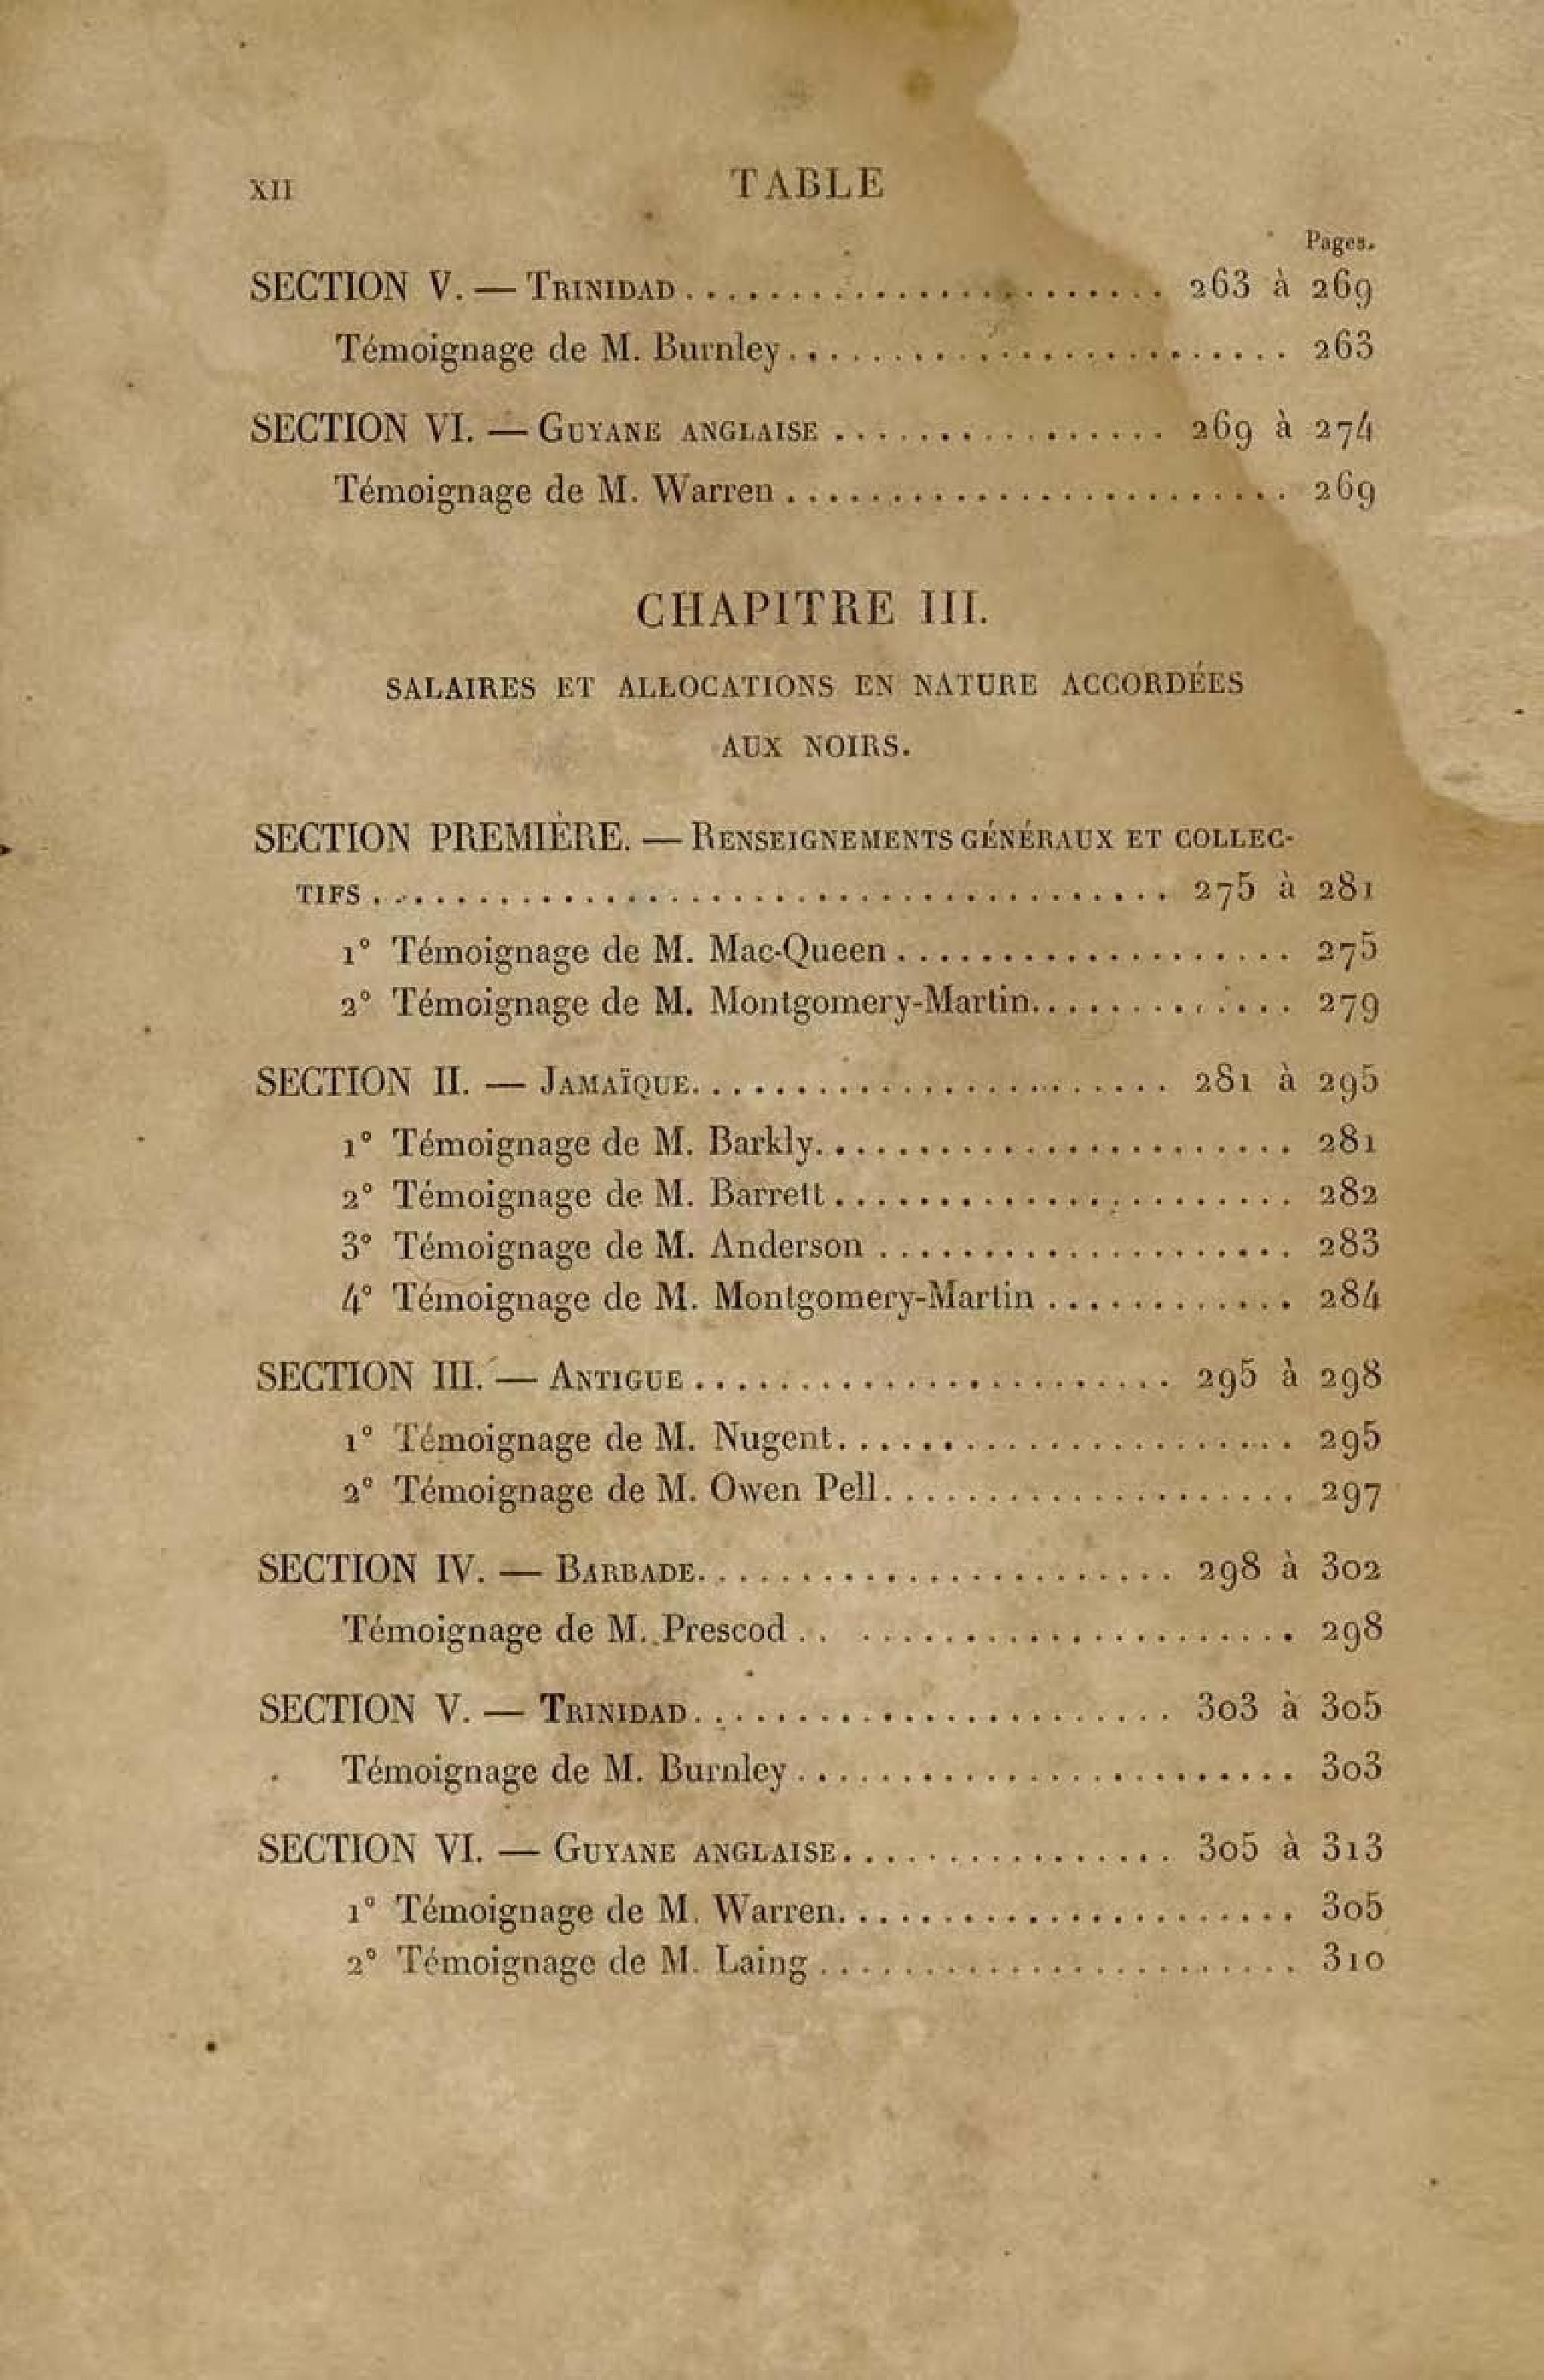 XII TABLE
Pages.
SECTION V. — TRINIDAD........................ 263 à 269
Témoignage de M. Burnley........................ 263
SECTION VI. — GUYANE ANGLAISE ................ 269 à 274
Témoignage de M. Warren ........................ 269
CHAPITRE III.
SALAIRES ET ALLOCATIONS EN NATURE ACCORDÉES
AUX NOIRS.
SECTION PREMIÈRE. — RENSEIGNEMENTS GÉNÉRAUX ET COLLEC-
TIFS...................................... 275 à 281
1° Témoignage de M. Mac-Queen ................... 275
2° Témoignage de M. Montgomery-Martin............. 279
SECTION II. — JAMAÏQUE....................... 281 à 295
1° Témoignage de M. Barkly....................... 281
2° Témoignage de M. Barrett ...................... 282
3° Témoignage de M. Anderson .................... 283
4° Témoignage de M. Montgomery-Martin ............ 284
SECTION III. — ANTIGUE ....................... 295 à 298
1° Témoignage de M. Nugent...................... 295
2° Témoignage de M. Owen Pell.................... 297
SECTION IV. — BARBADE....................... 298 à 302
Témoignage de M. Prescod .. ..................... 298
SECTION V. — TRINIDAD....................... 303 à 305
Témoignage de M. Burnley ........................ 303
SECTION VI. — GUYANE ANGLAISE................ 305 à 313
1° Témoignage de M. Warren...................... 305
2° Témoignage de M. Laing ....................... 310